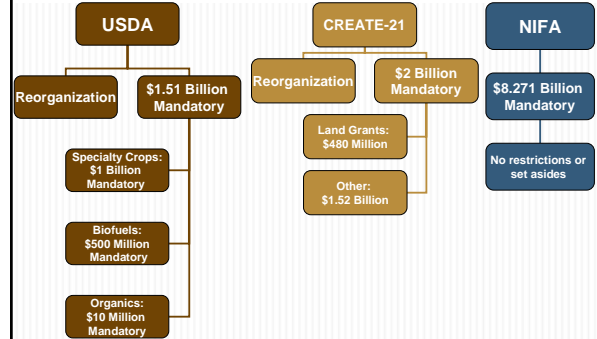 USDA
Reorganization
$1.51 Billion
Mandatory
Specialty Crops:
$1 Billion
Mandatory
Biofuels:
$500 Million
Mandatory
Organics:
$10 Million
Mandatory
CREATE-21
Reorganization
$2 Billion
Mandatory
Land Grants:
$480 Million
Other:
$1.52 Billion
NIFA
$8.271 Billion
Mandatory
No restrictions or
set asides